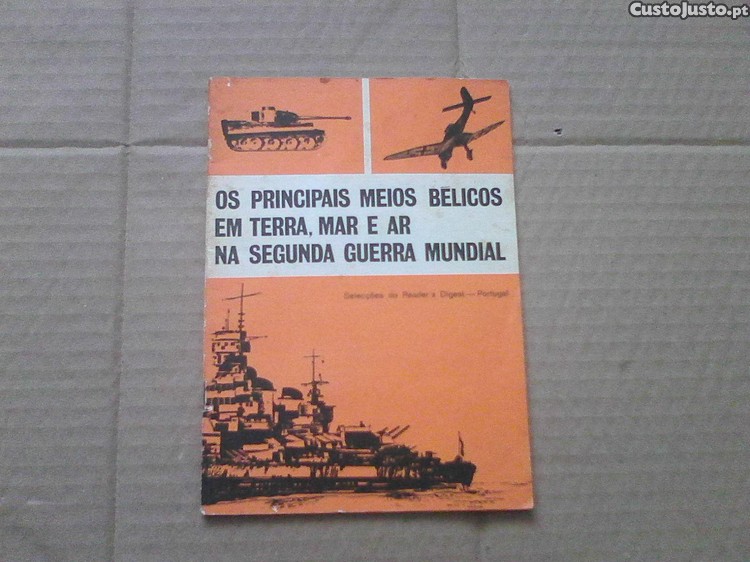 CustoJusto.pt
OS PRINCIPAIS MEIOS BÉLICOS
EM TERRA, MAR E AR
NA SEGUNDA GUERRA MUNDIAL
Selecções do Reader's Digest — Portugal